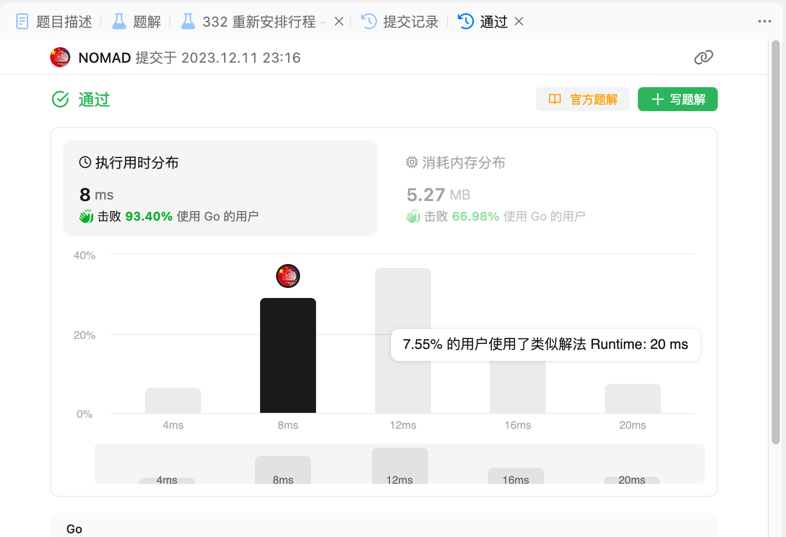 题目描述 题解 332 重新安排行程 - 提交记录 通过
NOMAD 提交于 2023.12.11 23:16
通过 官方题解 写题解
执行用时分布 消耗内存分布
8 ms 5.27 MB
击败 93.40% 使用 Go 的用户 击败 66.98% 使用 Go 的用户
40%
20%
7.55% 的用户使用了类似解法 Runtime: 20 ms
0%
4ms 8ms 12ms 16ms 20ms
4ms 8ms 12ms 16ms 20ms
Go